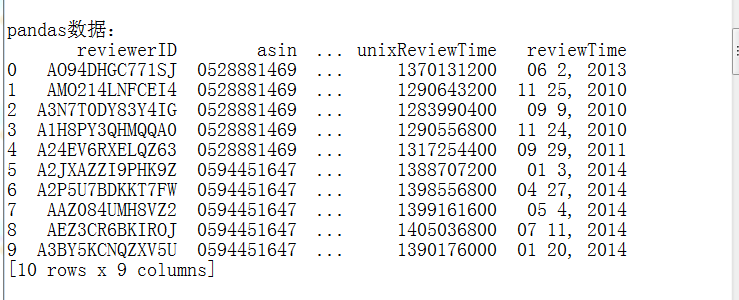 pandas数据:
reviewerID asin ... unixReviewTime reviewTime
0 AO94DHGC771SJ 0528881469 ... 1370131200 06 2, 2013
1 AMO214LNFCEI4 0528881469 ... 1290643200 11 25, 2010
2 A3N7T0DY83Y4IG 0528881469 ... 1283990400 09 9, 2010
3 A1H8PY3QHMQQA0 0528881469 ... 1290556800 11 24, 2010
4 A24EV6RXELQZ63 0528881469 ... 1317254400 09 29, 2011
5 A2JXAZZI9PHK9Z 0594451647 ... 1388707200 01 3, 2014
6 A2P5U7BDKKT7FW 0594451647 ... 1398556800 04 27, 2014
7 AAZ084UMH8VZ2 0594451647 ... 1399161600 05 4, 2014
8 AEZ3CR6BKIROJ 0594451647 ... 1405036800 07 11, 2014
9 A3BY5KCNQZXV5U 0594451647 ... 1390176000 01 20, 2014
[10 rows x 9 columns]